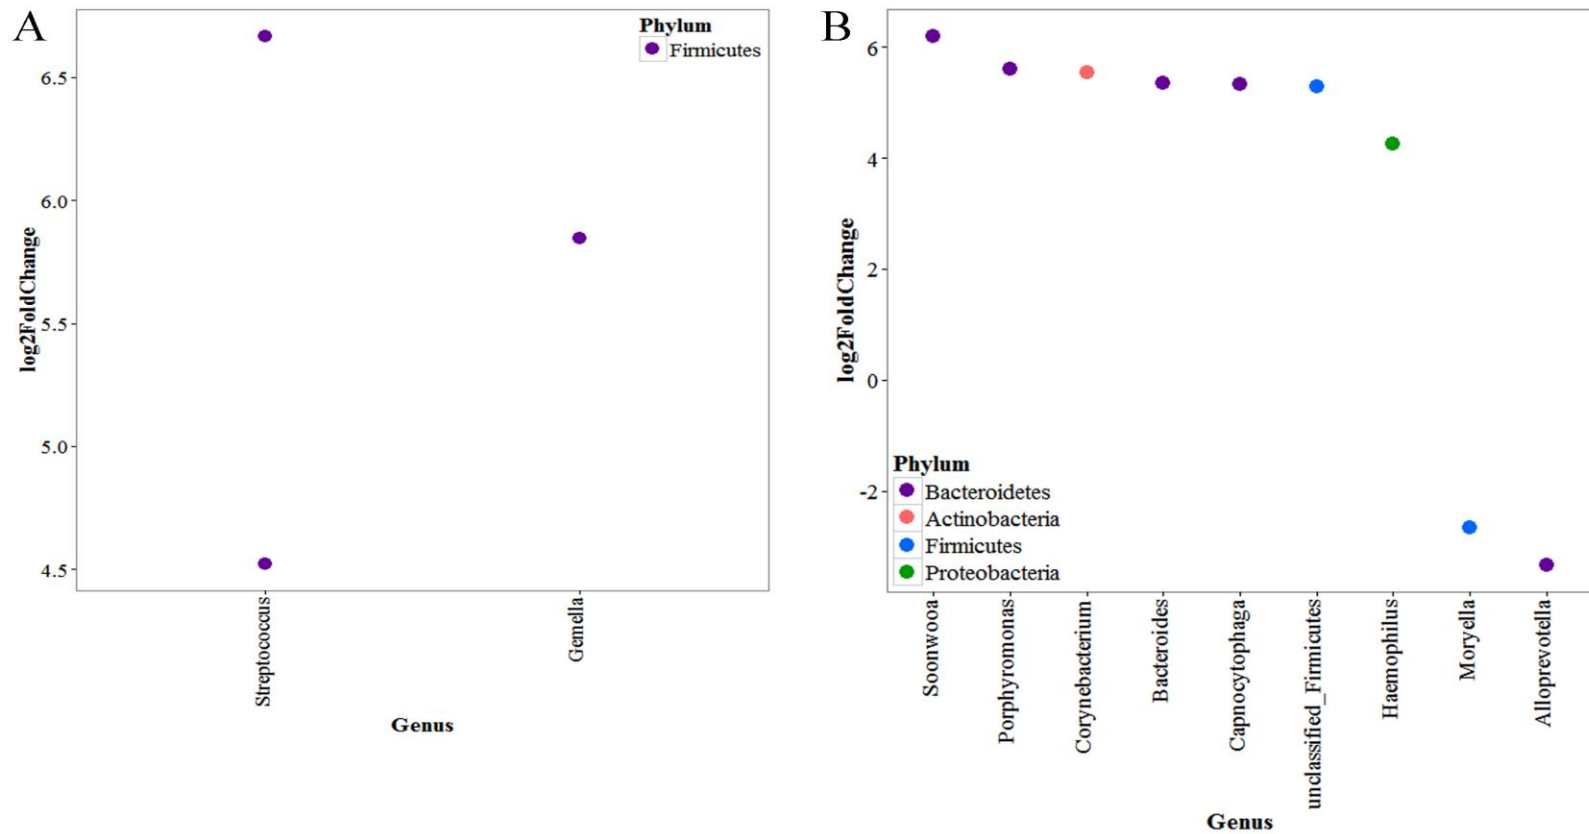 A
Phylum
Firmicutes
6.5
6.0
5.5
5.0
4.5
log2FoldChange
Streptococcus
Gemella
Genus
B
6
4
2
0
-2
log2FoldChange
Phylum
Bacteroidetes
Actinobacteria
Firmicutes
Proteobacteria
Soonwooa
Porphyromonas
Corynebacterium
Bacteroides
Capnocytophaga
unclassified_Firmicutes
Haemophilus
Moryella
Alloprevotella
Genus